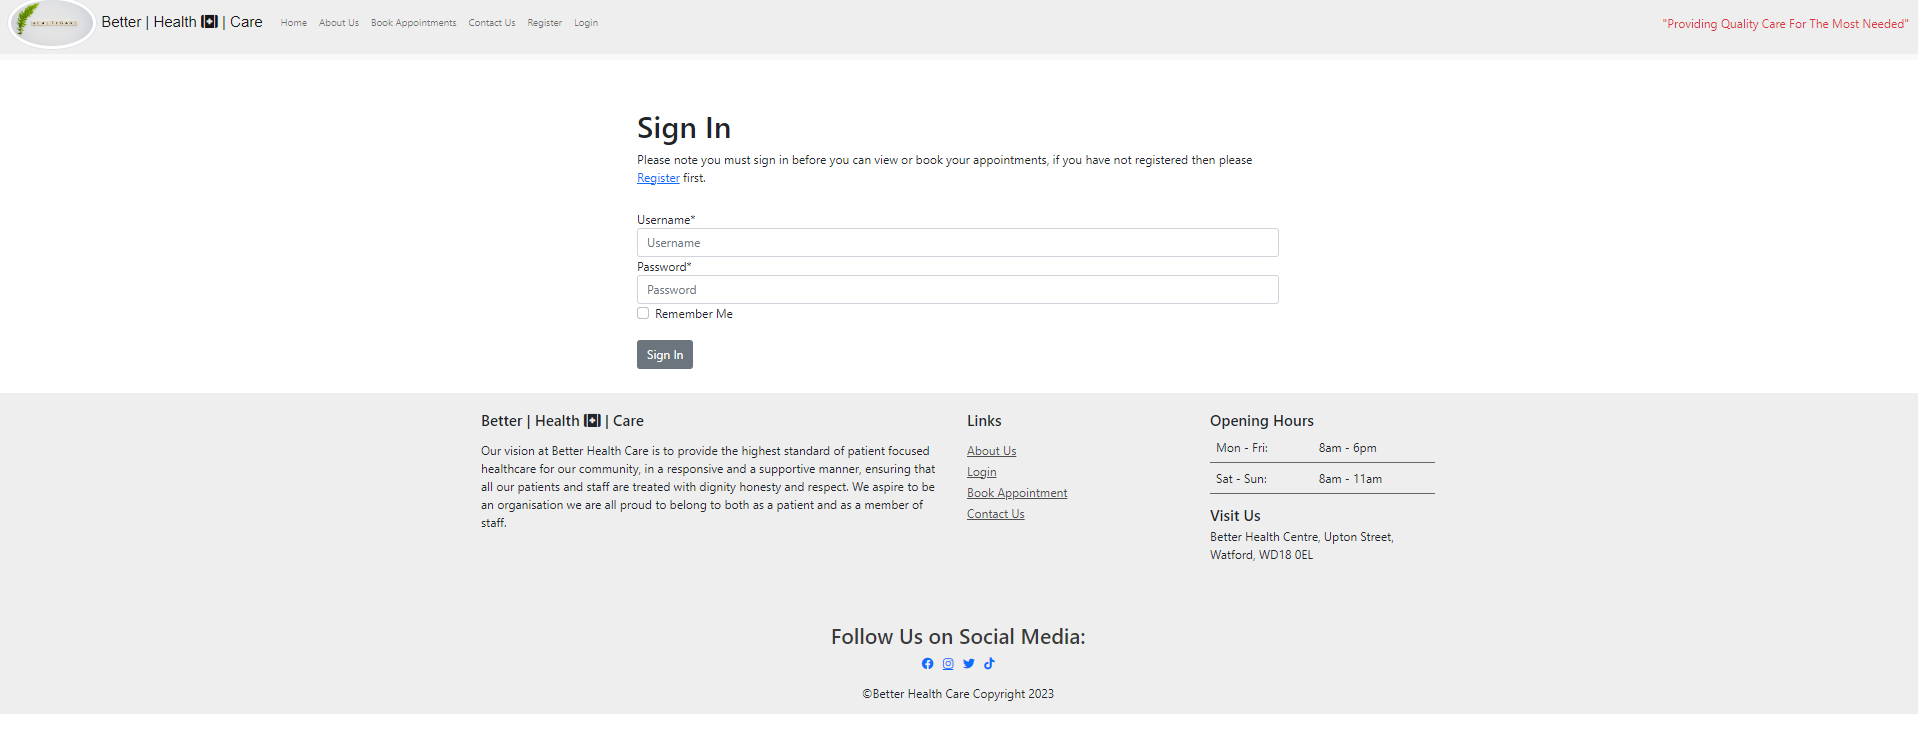 Better | Health | Care
Home About Us Book Appointments Contact Us Register Login
"Providing Quality Care For The Most Needed"
Sign In
Please note you must sign in before you can view or book your appointments, if you have not registered then please
Register first.
Username*
Username
Password*
Password
Remember Me
Sign In
Better | Health | Care
Our vision at Better Health Care is to provide the highest standard of patient focused
healthcare for our community, in a responsive and a supportive manner, ensuring that
all our patients and staff are treated with dignity honesty and respect. We aspire to be
an organisation we are all proud to belong to both as a patient and as a member of
staff.
Links
About Us
Login
Book Appointment
Contact Us
Opening Hours
Mon - Fri: 8am - 6pm
Sat - Sun: 8am - 11am
Visit Us
Better Health Centre, Upton Street,
Watford, WD18 0EL
Follow Us on Social Media:
©Better Health Care Copyright 2023